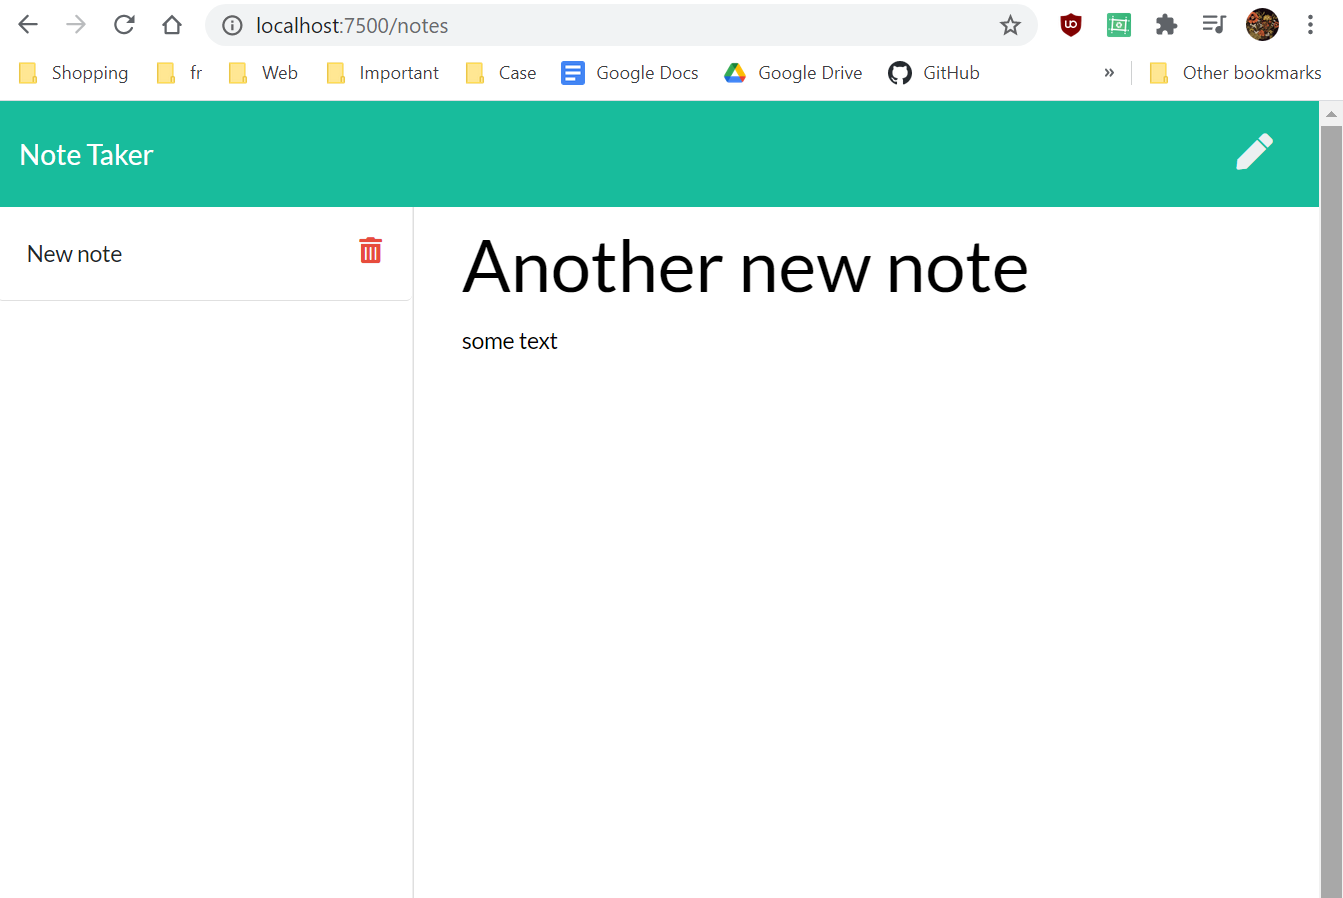 localhost:7500/notes
Shopping fr Web Important Case Google Docs Google Drive GitHub » Other bookmarks
Note Taker
New note
Another new note
some text